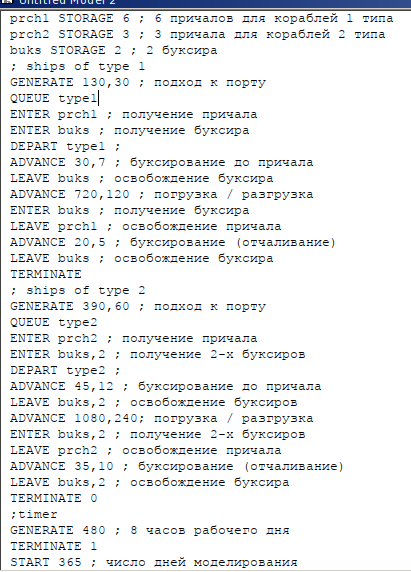 Untitled Model 2
prch1 STORAGE 6 ; 6 причалов для кораблей 1 типа
prch2 STORAGE 3 ; 3 причала для кораблей 2 типа
buks STORAGE 2 ; 2 буксира
; ships of type 1
GENERATE 130,30 ; подход к порту
QUEUE type1
ENTER prch1 ; получение причала
ENTER buks ; получение буксира
DEPART type1 ;
ADVANCE 30,7 ; буксирование до причала
LEAVE buks ; освобождение буксира
ADVANCE 720,120 ; погрузка / разгрузка
ENTER buks ; получение буксира
LEAVE prch1 ; освобождение причала
ADVANCE 20,5 ; буксирование (отчаливание)
LEAVE buks ; освобождение буксира
TERMINATE
; ships of type 2
GENERATE 390,60 ; подход к порту
QUEUE type2
ENTER prch2 ; получение причала
ENTER buks,2 ; получение 2-х буксиров
DEPART type2 ;
ADVANCE 45,12 ; буксирование до причала
LEAVE buks,2 ; освобождение буксиров
ADVANCE 1080,240; погрузка / разгрузка
ENTER buks,2 ; получение 2-х буксиров
LEAVE prch2 ; освобождение причала
ADVANCE 35,10 ; буксирование (отчаливание)
LEAVE buks,2 ; освобождение буксира
TERMINATE 0
;timer
GENERATE 480 ; 8 часов рабочего дня
TERMINATE 1
START 365 ; число дней моделирования